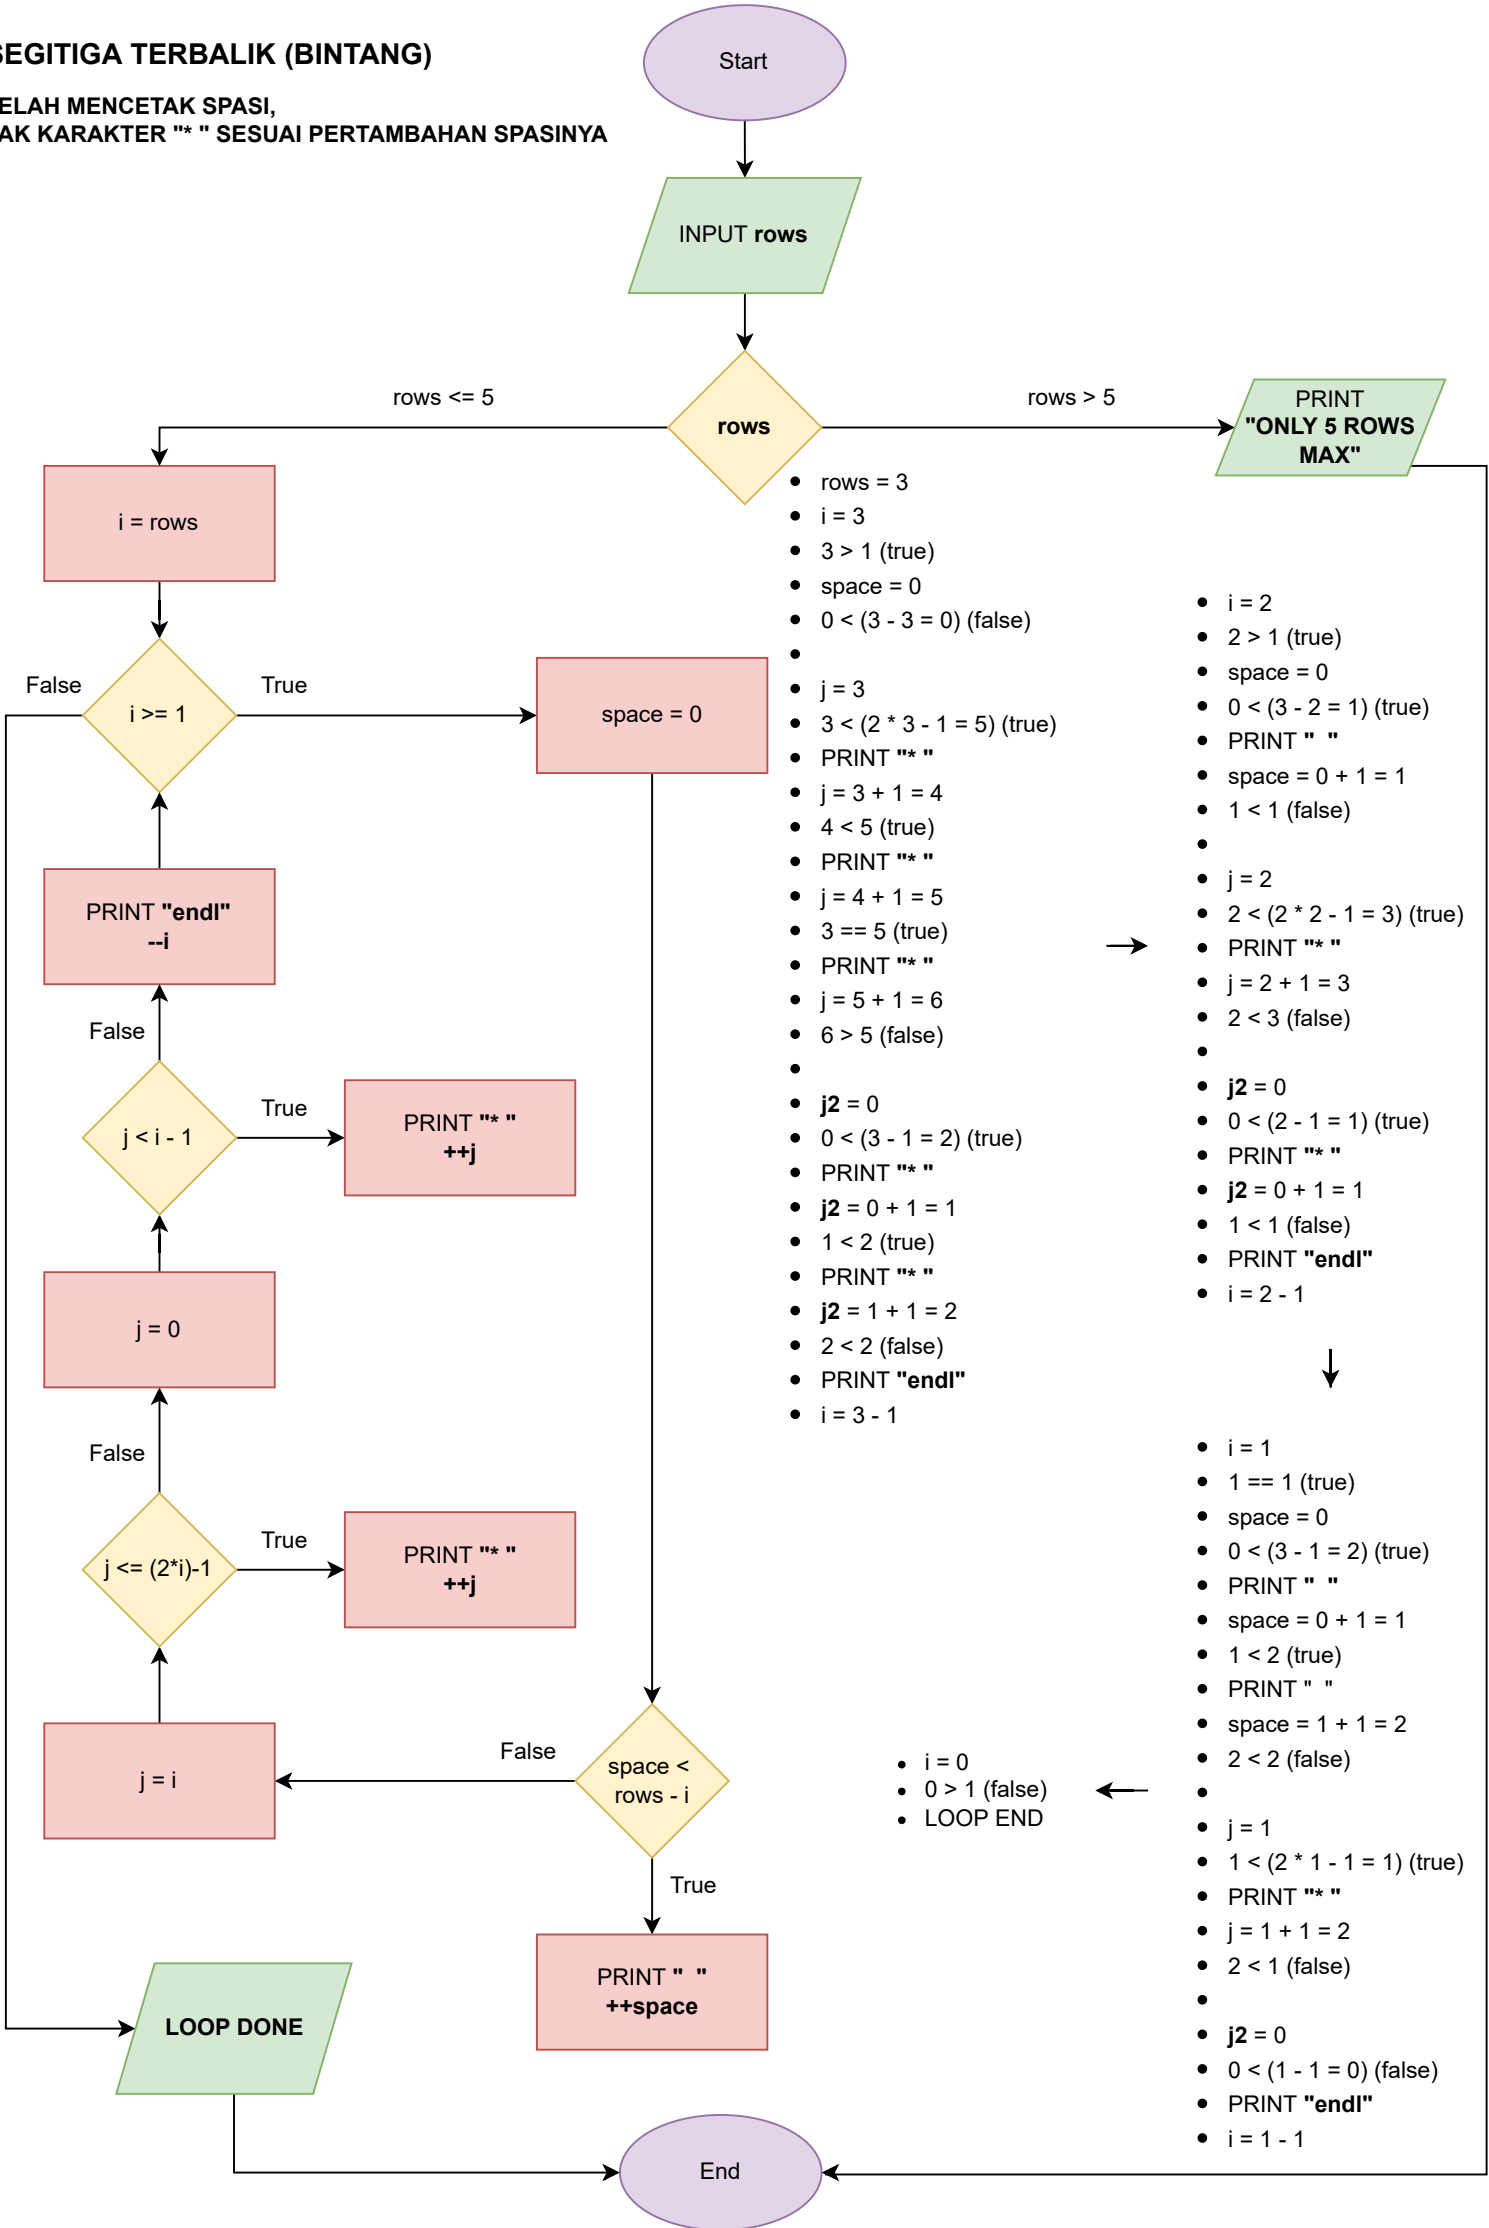 SEGITIGA TERBALIK (BINTANG)
ELAH MENCETAK SPASI,
AK KARAKTER "* " SESUAI PERTAMBAHAN SPASINYA
Start
INPUT rows
rows <= 5
rows
rows > 5
PRINT
"ONLY 5 ROWS
MAX"
i = rows
False
i >= 1
True
space = 0
PRINT "endl"
--i
False
j < i - 1
True
PRINT "* "
++j
j = 0
False
j <= (2*i)-1
True
PRINT "* "
++j
j = i
False
space <
rows - i
True
PRINT "  "
++space
LOOP DONE
End
• rows = 3
• i = 3
• 3 > 1 (true)
• space = 0
• 0 < (3 - 3 = 0) (false)
•
• j = 3
• 3 < (2 * 3 - 1 = 5) (true)
• PRINT "* "
• j = 3 + 1 = 4
• 4 < 5 (true)
• PRINT "* "
• j = 4 + 1 = 5
• 3 == 5 (true)
• PRINT "* "
• j = 5 + 1 = 6
• 6 > 5 (false)
•
• j2 = 0
• 0 < (3 - 1 = 2) (true)
• PRINT "* "
• j2 = 0 + 1 = 1
• 1 < 2 (true)
• PRINT "* "
• j2 = 1 + 1 = 2
• 2 < 2 (false)
• PRINT "endl"
• i = 3 - 1
• i = 2
• 2 > 1 (true)
• space = 0
• 0 < (3 - 2 = 1) (true)
• PRINT "  "
• space = 0 + 1 = 1
• 1 < 1 (false)
•
• j = 2
• 2 < (2 * 2 - 1 = 3) (true)
• PRINT "* "
• j = 2 + 1 = 3
• 2 < 3 (false)
•
• j2 = 0
• 0 < (2 - 1 = 1) (true)
• PRINT "* "
• j2 = 0 + 1 = 1
• 1 < 1 (false)
• PRINT "endl"
• i = 2 - 1
• i = 1
• 1 == 1 (true)
• space = 0
• 0 < (3 - 1 = 2) (true)
• PRINT "  "
• space = 0 + 1 = 1
• 1 < 2 (true)
• PRINT "  "
• space = 1 + 1 = 2
• 2 < 2 (false)
•
• j = 1
• 1 < (2 * 1 - 1 = 1) (true)
• PRINT "* "
• j = 1 + 1 = 2
• 2 < 1 (false)
•
• j2 = 0
• 0 < (1 - 1 = 0) (false)
• PRINT "endl"
• i = 1 - 1
• i = 0
• 0 > 1 (false)
• LOOP END